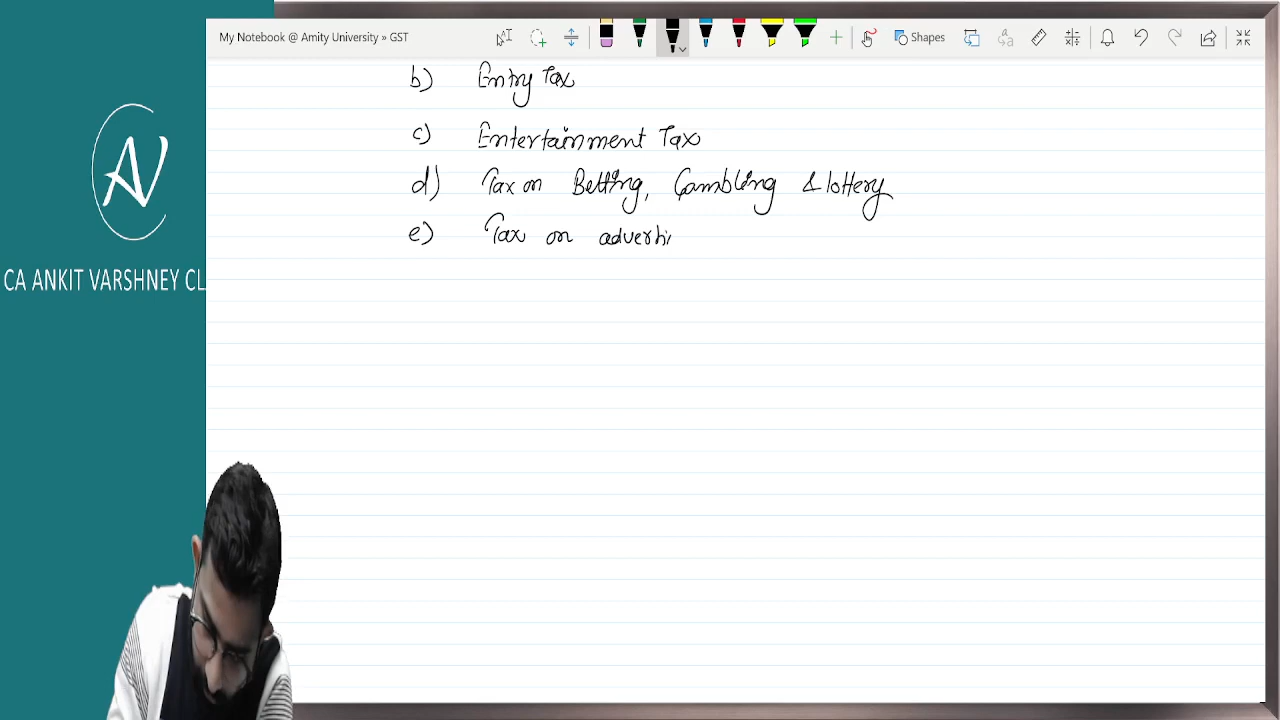 My Notebook @ Amity University » GST
Shapes
b) Entry Tax
c) Entertainment Tax
d) Tax on Betting, Gambling & lottery
e) Tax on adverti
AV
CA ANKIT VARSHNEY CL